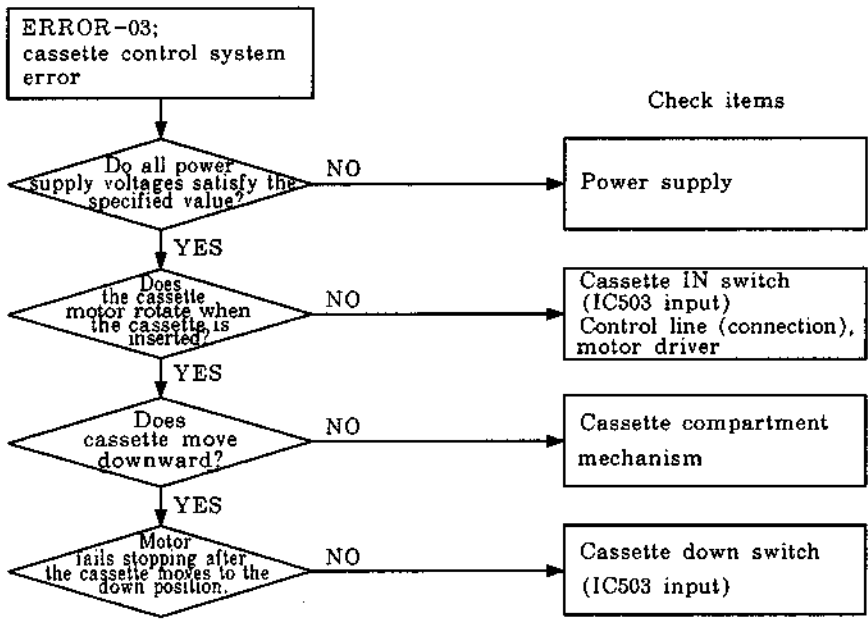 ERROR-03;
cassette control system
error
Check items
Do all power
supply voltages satisfy the
specified value?
NO
Power supply
YES
Does
the cassette
motor rotate when
the cassette is
inserted?
NO
Cassette IN switch
(IC503 input)
Control line (connection),
motor driver
YES
Does
cassette move
downward?
NO
Cassette compartment
mechanism
YES
Motor
fails stopping after
the cassette moves to the
down position.
NO
Cassette down switch
(IC503 input)